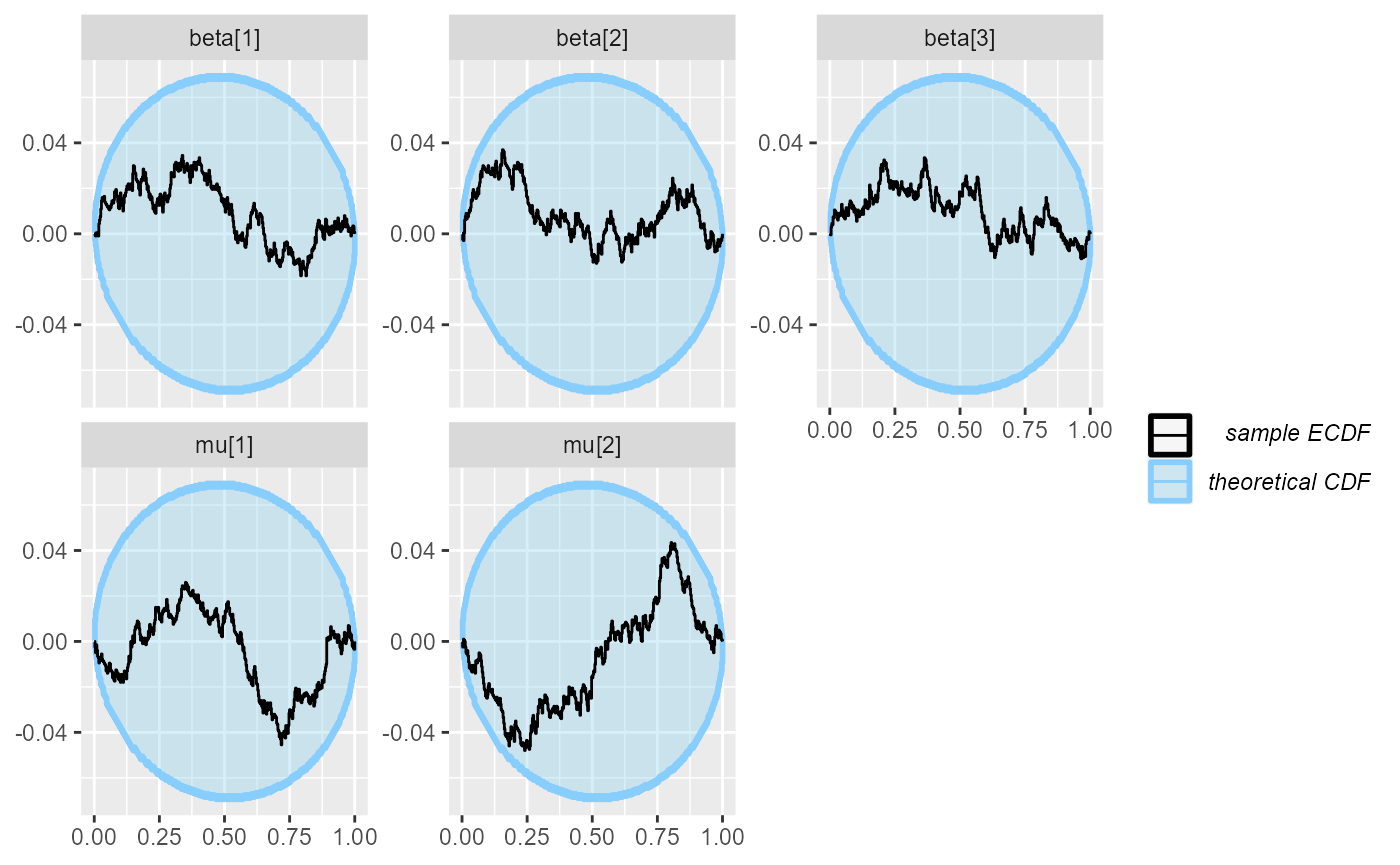 beta[1] beta[2] beta[3]
0.04 0.04 0.04
0.00 0.00 0.00
-0.04 -0.04 -0.04
0.00 0.25 0.50 0.75 1.00
sample ECDF
theoretical CDF
mu[1] mu[2]
0.04 0.04
0.00 0.00
-0.04 -0.04
0.00 0.25 0.50 0.75 1.00 0.00 0.25 0.50 0.75 1.00